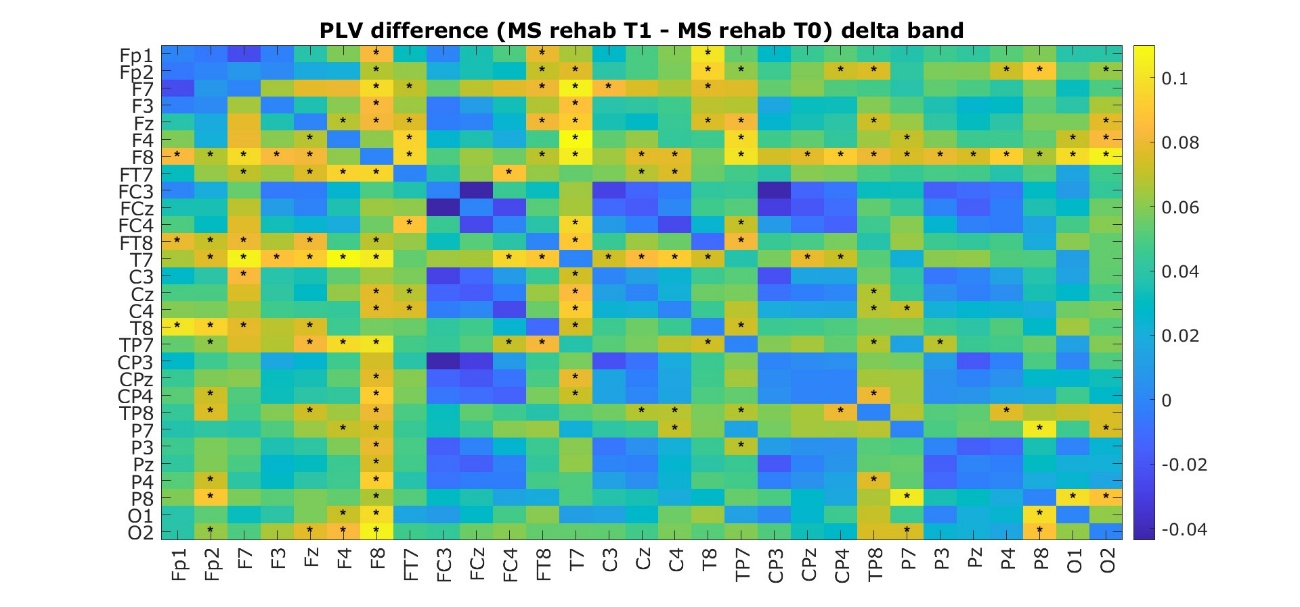 PLV difference (MS rehab T1 - MS rehab T0) delta band
Fp1
Fp2
F7
F3
Fz
F4
F8
FT7
FC3
FCz
FC4
FT8
T7
C3
Cz
C4
T8
TP7
CP3
CPz
CP4
TP8
P7
P3
Pz
P4
P8
O1
O2
Fp1 Fp2 F7 F3 Fz F4 F8 FT7 FC3 FCz FC4 FT8 T7 C3 Cz C4 T8 TP7 CP3 CPz CP4 TP8 P7 P3 Pz P4 P8 O1 O2
0.1
0.08
0.06
0.04
0.02
0
-0.02
-0.04